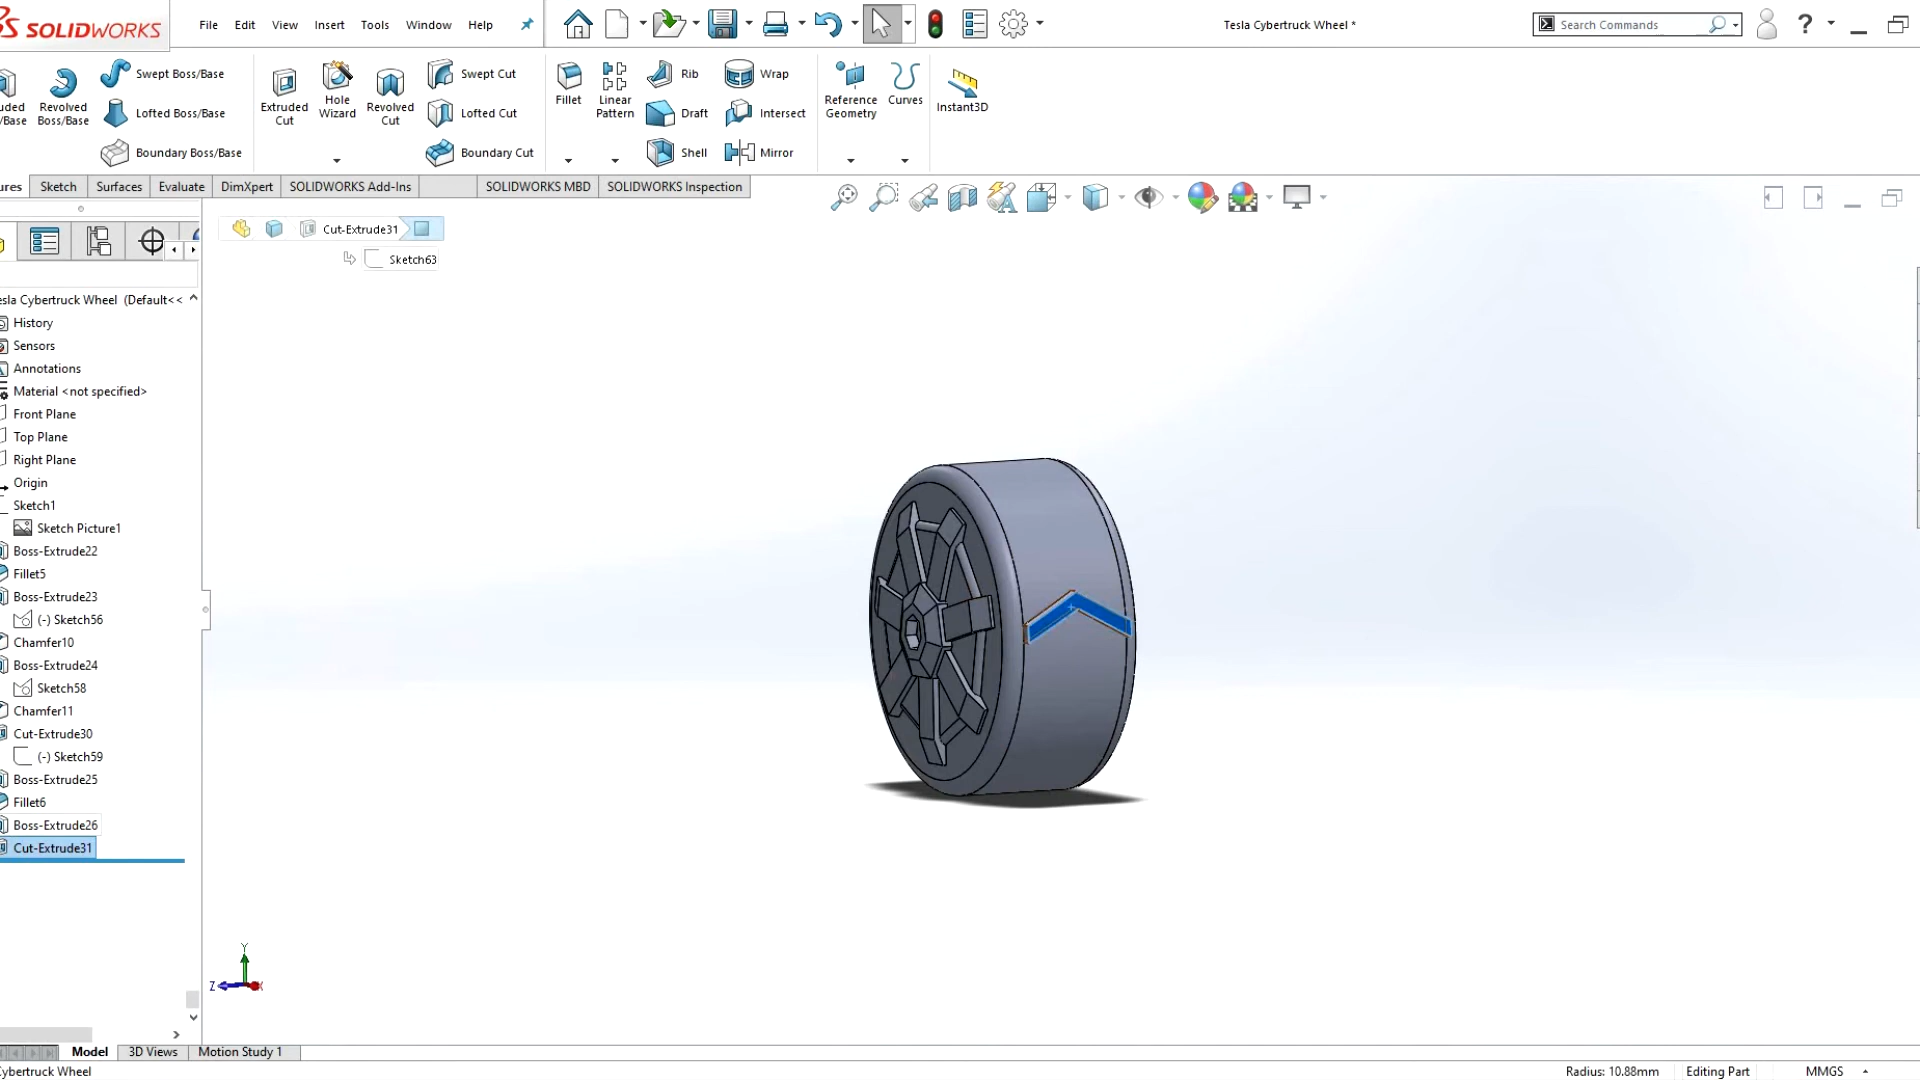 SOLIDWORKS
File Edit View Insert Tools Window Help
Tesla Cybertruck Wheel *
Search Commands
?
uded
/Base
Revolved
Boss/Base
Swept Boss/Base
Lofted Boss/Base
Boundary Boss/Base
Extruded
Cut
Hole
Wizard
Revolved
Cut
Swept Cut
Lofted Cut
Boundary Cut
Fillet
Linear
Pattern
Rib
Draft
Shell
Wrap
Intersect
Mirror
Reference
Geometry
Curves
Instant3D
ures Sketch Surfaces Evaluate DimXpert SOLIDWORKS Add-Ins SOLIDWORKS MBD SOLIDWORKS Inspection
Cut-Extrude31
Sketch63
esla Cybertruck Wheel (Default<<
History
Sensors
Annotations
Material <not specified>
Front Plane
Top Plane
Right Plane
Origin
Sketch1
Sketch Picture1
Boss-Extrude22
Fillet5
Boss-Extrude23
(-) Sketch56
Chamfer10
Boss-Extrude24
Sketch58
Chamfer11
Cut-Extrude30
(-) Sketch59
Boss-Extrude25
Fillet6
Boss-Extrude26
Cut-Extrude31
Y
Z
X
Model 3D Views Motion Study 1
Cybertruck Wheel
Radius: 10.88mm Editing Part MMGS